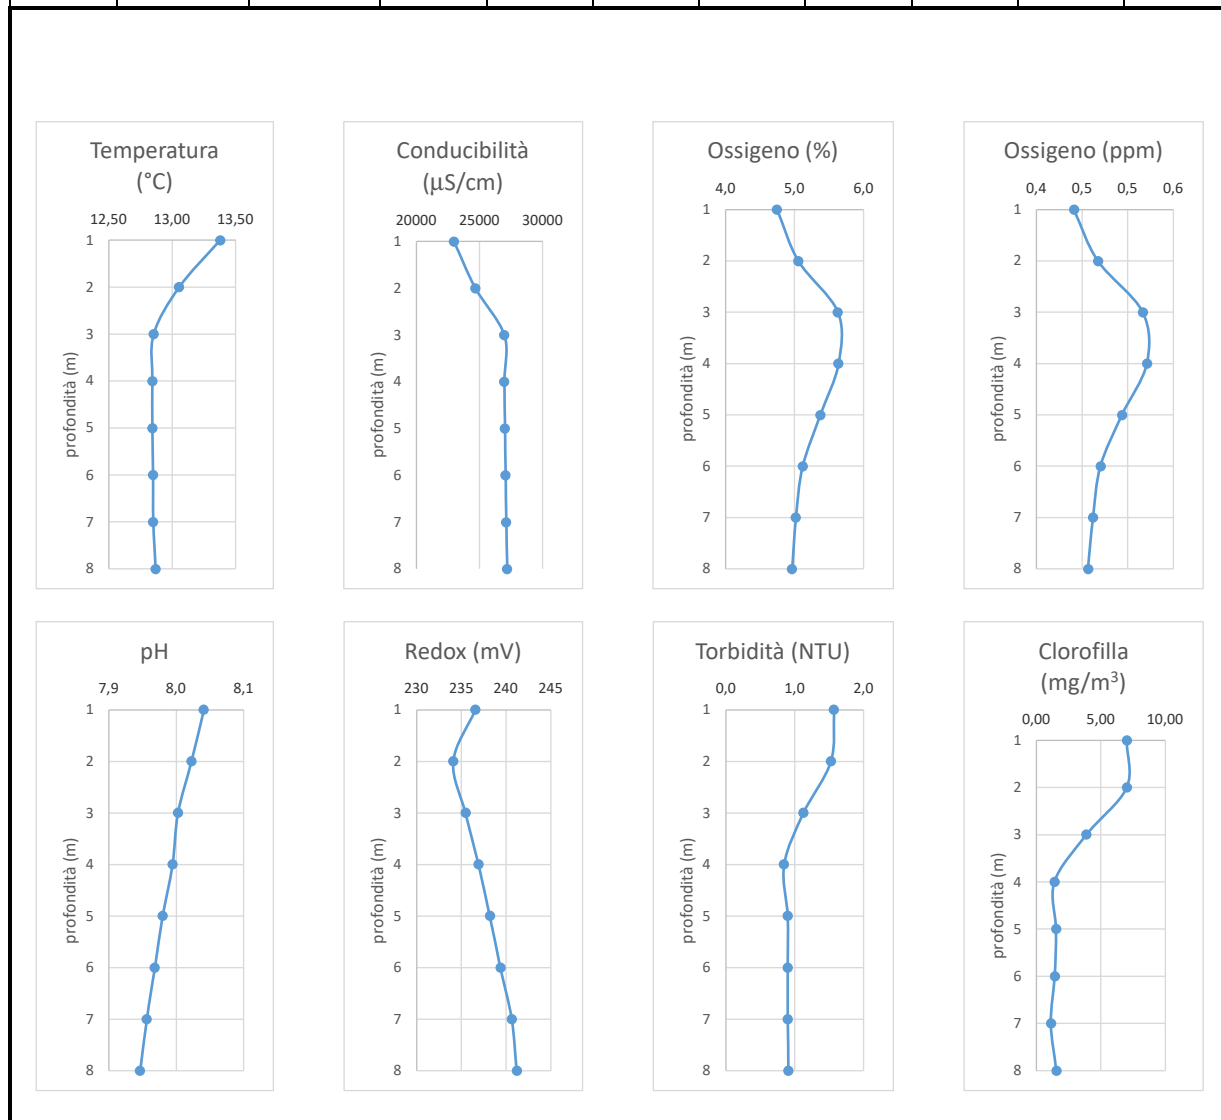 Temperatura
(°C)
12,50 13,00 13,50
1
2
3
4
5
6
7
8
profondità (m)
Conducibilità
(µS/cm)
20000 25000 30000
1
2
3
4
5
6
7
8
profondità (m)
Ossigeno (%)
4,0 5,0 6,0
1
2
3
4
5
6
7
8
profondità (m)
Ossigeno (ppm)
0,4 0,5 0,5 0,6
1
2
3
4
5
6
7
8
profondità (m)
pH
7,9 8,0 8,1
1
2
3
4
5
6
7
8
profondità (m)
Redox (mV)
230 235 240 245
1
2
3
4
5
6
7
8
profondità (m)
Torbidità (NTU)
0,0 1,0 2,0
1
2
3
4
5
6
7
8
profondità (m)
Clorofilla
(mg/m³)
0,00 5,00 10,00
1
2
3
4
5
6
7
8
profondità (m)